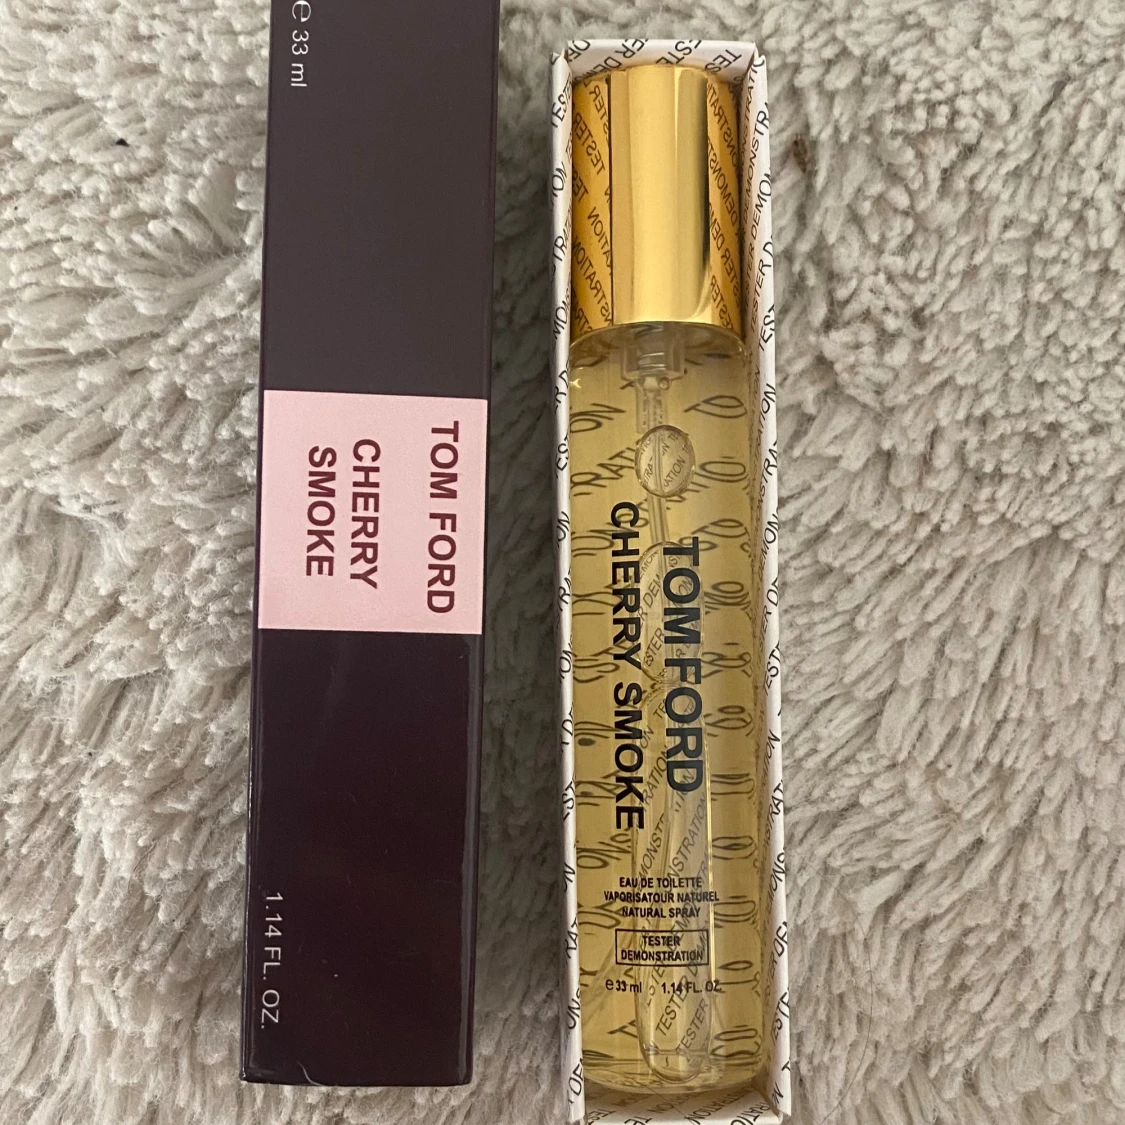 e 33 ml
TOM FORD
CHERRY
SMOKE
1.14 FL. OZ.
TOM FORD
CHERRY SMOKE
EAU DE TOILETTE
VAPORISATOUR NATUREL
NATURAL SPRAY
TESTER
DEMONSTRATION
e 33 ml 1.14 FL. OZ.